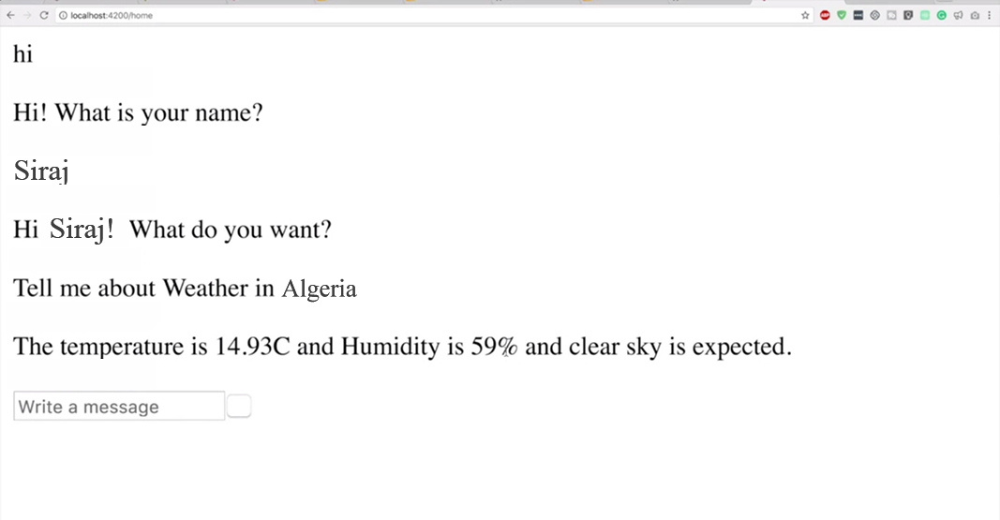 localhost:4200/home
hi
Hi! What is your name?
Siraj
Hi Siraj! What do you want?
Tell me about Weather in Algeria
The temperature is 14.93C and Humidity is 59% and clear sky is expected.
Write a message